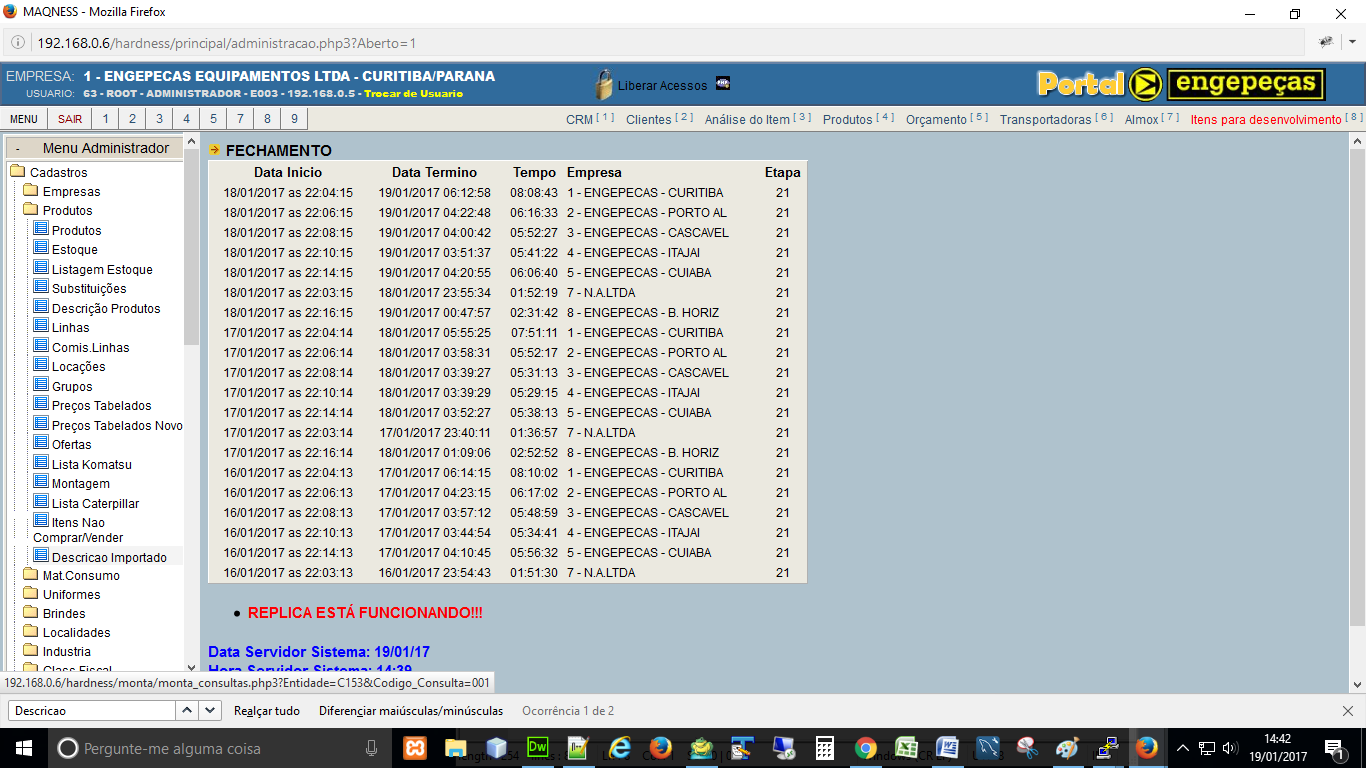 MAQNESS - Mozilla Firefox
192.168.0.6/hardness/principal/administracao.php3?Aberto=1
EMPRESA: 1 - ENGEPECAS EQUIPAMENTOS LTDA - CURITIBA/PARANA
USUARIO: 63 - ROOT - ADMINISTRADOR - E003 - 192.168.0.5 - Trocar de Usuario
Liberar Acessos
Portal engepeças
MENU SAIR 1 2 3 4 5 7 8 9
CRM [ 1 ] Clientes [ 2 ] Análise do Item [ 3 ] Produtos [ 4 ] Orçamento [ 5 ] Transportadoras [ 6 ] Almox [ 7 ] Itens para desenvolvimento [ 8 ]
- Menu Administrador
Cadastros
Empresas
Produtos
Produtos
Estoque
Listagem Estoque
Substituições
Descrição Produtos
Linhas
Comis.Linhas
Locações
Grupos
Preços Tabelados
Preços Tabelados Novo
Ofertas
Lista Komatsu
Montagem
Lista Caterpillar
Itens Nao
Comprar/Vender
Descricao Importado
Mat.Consumo
Uniformes
Brindes
Localidades
Industria
Class.Fiscal
FECHAMENTO
Data Inicio Data Termino Tempo Empresa Etapa
18/01/2017 as 22:04:15 19/01/2017 06:12:58 08:08:43 1 - ENGEPECAS - CURITIBA 21
18/01/2017 as 22:06:15 19/01/2017 04:22:48 06:16:33 2 - ENGEPECAS - PORTO AL 21
18/01/2017 as 22:08:15 19/01/2017 04:00:42 05:52:27 3 - ENGEPECAS - CASCAVEL 21
18/01/2017 as 22:10:15 19/01/2017 03:51:37 05:41:22 4 - ENGEPECAS - ITAJAI 21
18/01/2017 as 22:14:15 19/01/2017 04:20:55 06:06:40 5 - ENGEPECAS - CUIABA 21
18/01/2017 as 22:03:15 18/01/2017 23:55:34 01:52:19 7 - N.A.LTDA 21
18/01/2017 as 22:16:15 19/01/2017 00:47:57 02:31:42 8 - ENGEPECAS - B. HORIZ 21
17/01/2017 as 22:04:14 18/01/2017 05:55:25 07:51:11 1 - ENGEPECAS - CURITIBA 21
17/01/2017 as 22:06:14 18/01/2017 03:58:31 05:52:17 2 - ENGEPECAS - PORTO AL 21
17/01/2017 as 22:08:14 18/01/2017 03:39:27 05:31:13 3 - ENGEPECAS - CASCAVEL 21
17/01/2017 as 22:10:14 18/01/2017 03:39:29 05:29:15 4 - ENGEPECAS - ITAJAI 21
17/01/2017 as 22:14:14 18/01/2017 03:52:27 05:38:13 5 - ENGEPECAS - CUIABA 21
17/01/2017 as 22:03:14 17/01/2017 23:40:11 01:36:57 7 - N.A.LTDA 21
17/01/2017 as 22:16:14 18/01/2017 01:09:06 02:52:52 8 - ENGEPECAS - B. HORIZ 21
16/01/2017 as 22:04:13 17/01/2017 06:14:15 08:10:02 1 - ENGEPECAS - CURITIBA 21
16/01/2017 as 22:06:13 17/01/2017 04:23:15 06:17:02 2 - ENGEPECAS - PORTO AL 21
16/01/2017 as 22:08:13 17/01/2017 03:57:12 05:48:59 3 - ENGEPECAS - CASCAVEL 21
16/01/2017 as 22:10:13 17/01/2017 03:44:54 05:34:41 4 - ENGEPECAS - ITAJAI 21
16/01/2017 as 22:14:13 17/01/2017 04:10:45 05:56:32 5 - ENGEPECAS - CUIABA 21
16/01/2017 as 22:03:13 16/01/2017 23:54:43 01:51:30 7 - N.A.LTDA 21
REPLICA ESTÁ FUNCIONANDO!!!
Data Servidor Sistema: 19/01/17
Hora Servidor Sistema: 14:39
192.168.0.6/hardness/monta/monta_consultas.php3?Entidade=C153&Codigo_Consulta=001
Descricao Realçar tudo Diferenciar maiúsculas/minúsculas Ocorrência 1 de 2
Pergunte-me alguma coisa
Dw
14:42
19/01/2017
1